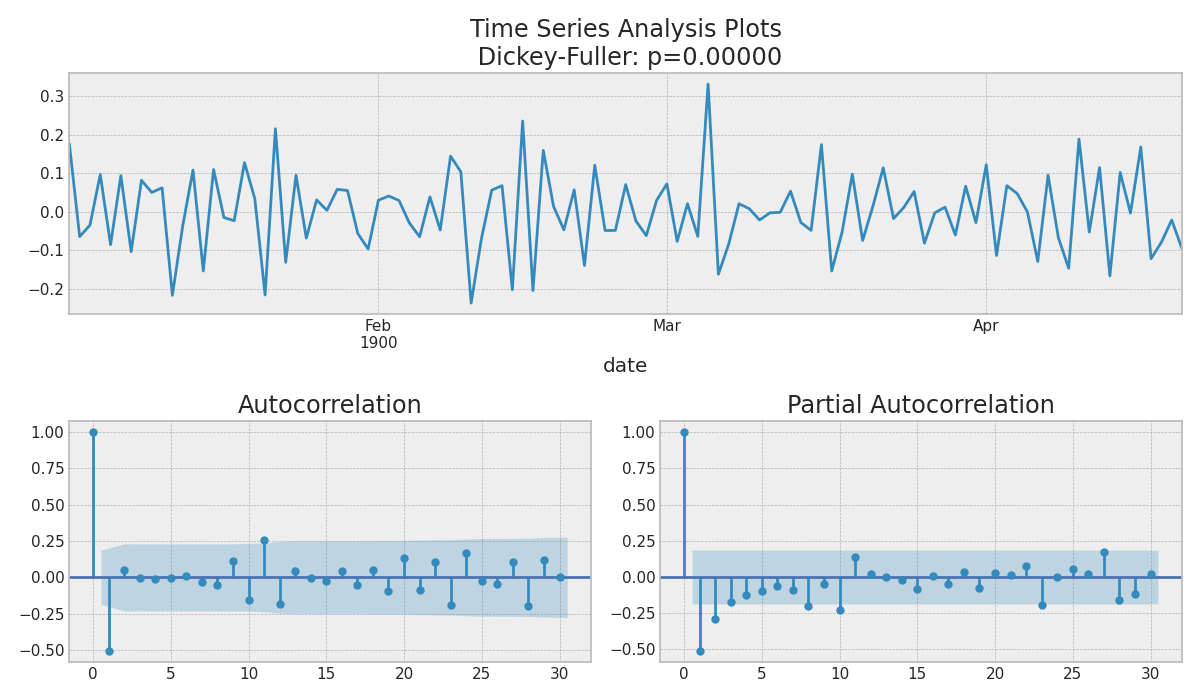 Time Series Analysis Plots
Dickey-Fuller: p=0.00000
0.3
0.2
0.1
0.0
−0.1
−0.2
Feb
1900
Mar
Apr
date
Autocorrelation
1.00
0.75
0.50
0.25
0.00
−0.25
−0.50
0 5 10 15 20 25 30
Partial Autocorrelation
1.00
0.75
0.50
0.25
0.00
−0.25
−0.50
0 5 10 15 20 25 30